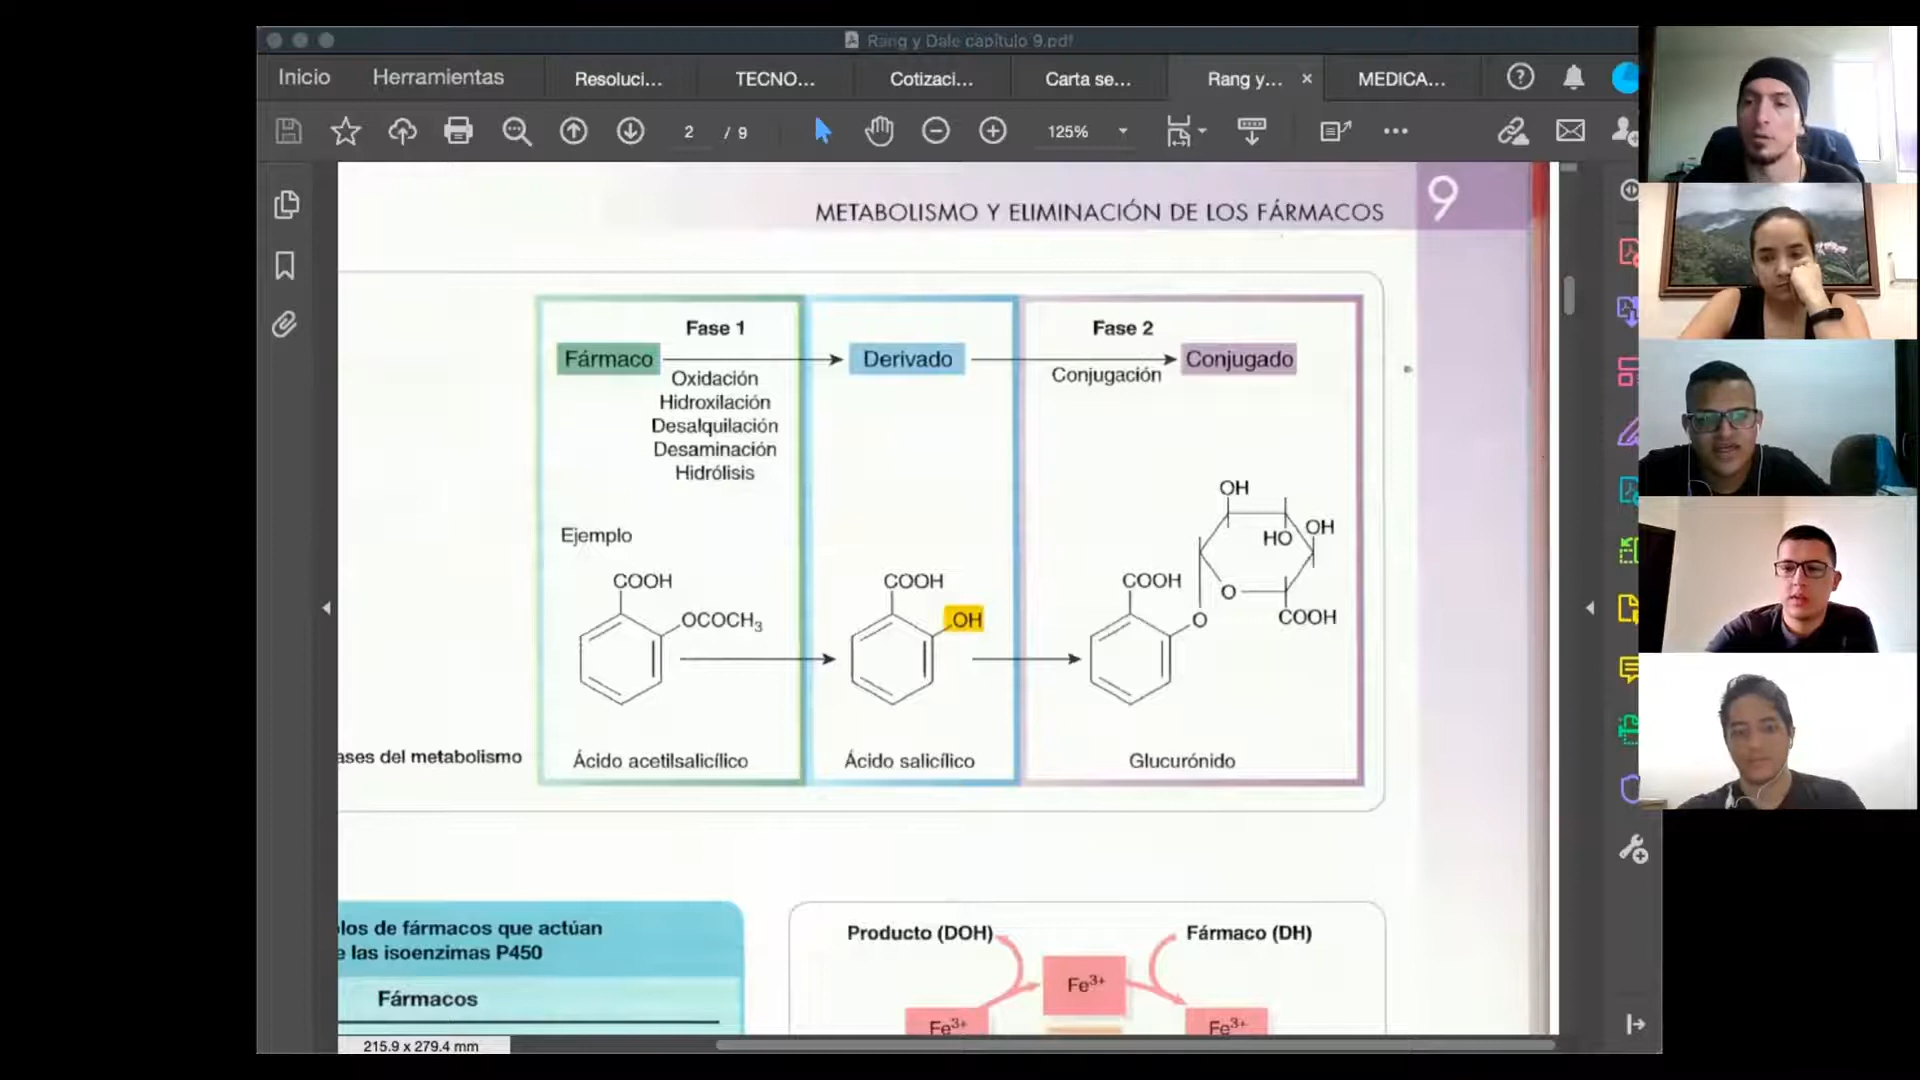 Rang y Dale capitulo 9.pdf
Inicio
Herramientas
Resoluci...
TECNO...
Cotizaci...
Carta se...
Rang y...
MEDICA...
2 / 9
125%
METABOLISMO Y ELIMINACIÓN DE LOS FÁRMACOS
9
Fase 1
Fase 2
Fármaco
Derivado
Conjugado
Oxidación
Hidroxilación
Desalquilación
Desaminación
Hidrólisis
Conjugación
Ejemplo
COOH
OCOCH₃
COOH
OH
COOH
O
OH
HO
OH
O
COOH
ases del metabolismo
Ácido acetilsalicílico
Ácido salicílico
Glucurónido
los de fármacos que actúan
e las isoenzimas P450
Fármacos
Producto (DOH)
Fármaco (DH)
Fe³⁺
Fe³⁺
Fe³⁺
215.9 x 279.4 mm